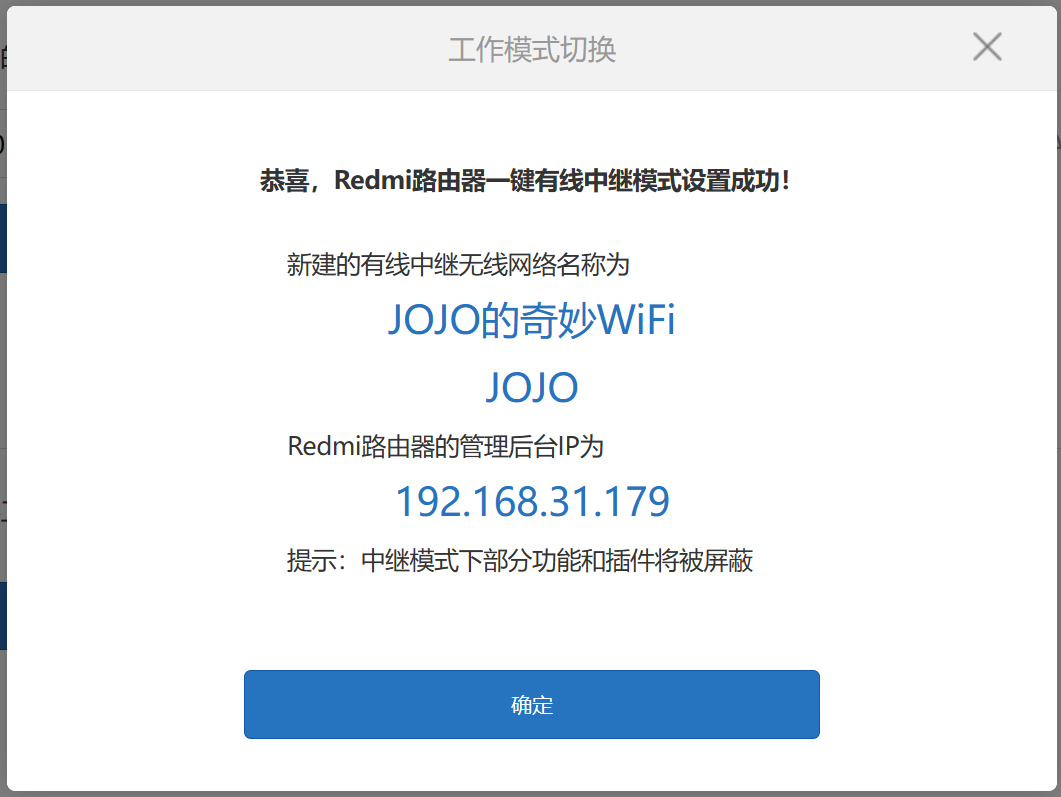 工作模式切换
恭喜，Redmi路由器一键有线中继模式设置成功！
新建的有线中继无线网络名称为
JOJO的奇妙WiFi
JOJO
Redmi路由器的管理后台IP为
192.168.31.179
提示：中继模式下部分功能和插件将被屏蔽
确定